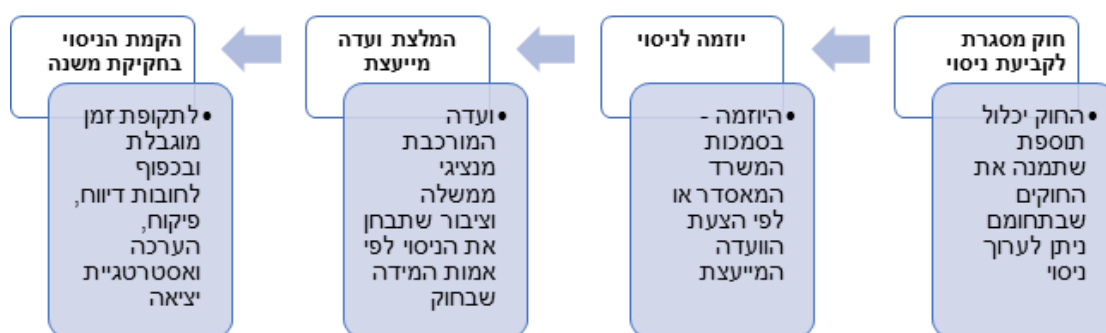 חוק מסגרת
לקביעת ניסוי
• החוק יכלול
תוספת
שתמנה את
החוקים
שבתחומם
ניתן לערוך
ניסוי
יוזמה לניסוי
• היוזמה -
בסמכות
המשרד
המאסדר או
לפי הצעת
הוועדה
המייעצת
המלצת ועדה
מייעצת
• ועדה
המורכבת
מנציגי
ממשלה
וציבור שתבחן
את הניסוי לפי
אמות המידה
שבחוק
הקמת הניסוי
בחקיקת משנה
• לתקופת זמן
מוגבלת
ובכפוף
לחובות דיווח,
פיקוח,
הערכה
ואסטרטגיית
יציאה